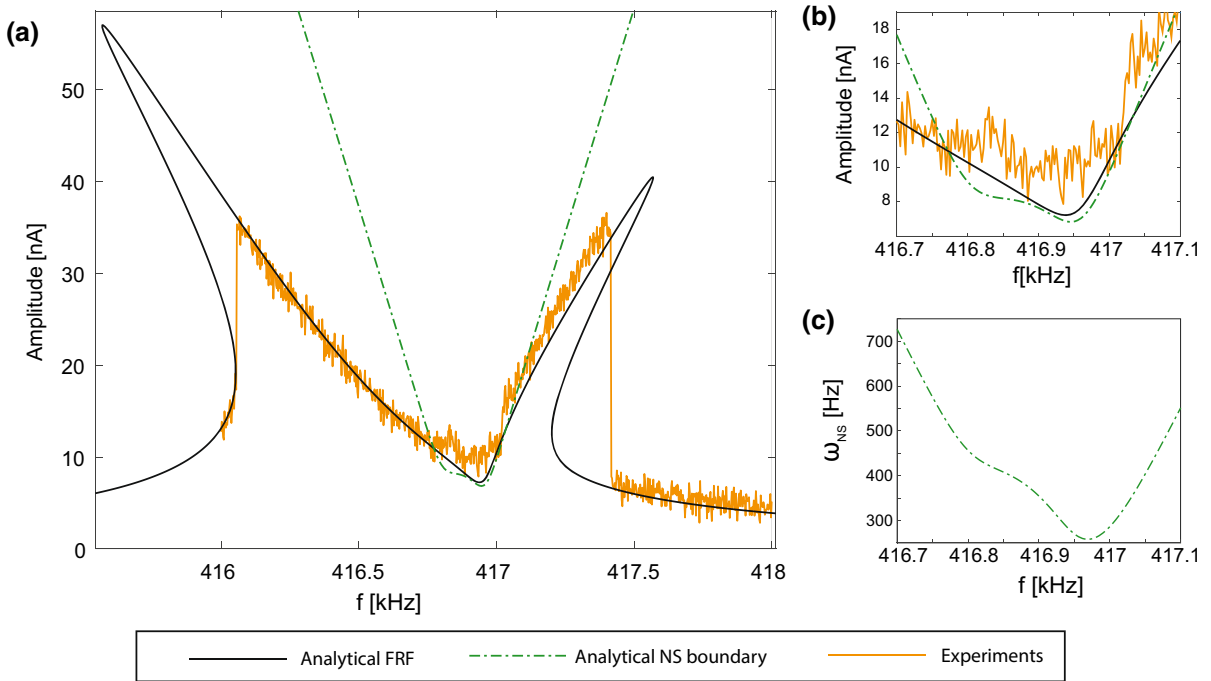 (a)
Amplitude [nA]
50
40
30
20
10
0
416
416.5
417
417.5
418
f [kHz]
(b)
Amplitude [nA]
18
16
14
12
10
8
416.7
416.8
416.9
417
417.1
f[kHz]
(c)
ω_NS [Hz]
700
600
500
400
300
416.7
416.8
416.9
417
417.1
f [kHz]
Analytical FRF
Analytical NS boundary
Experiments